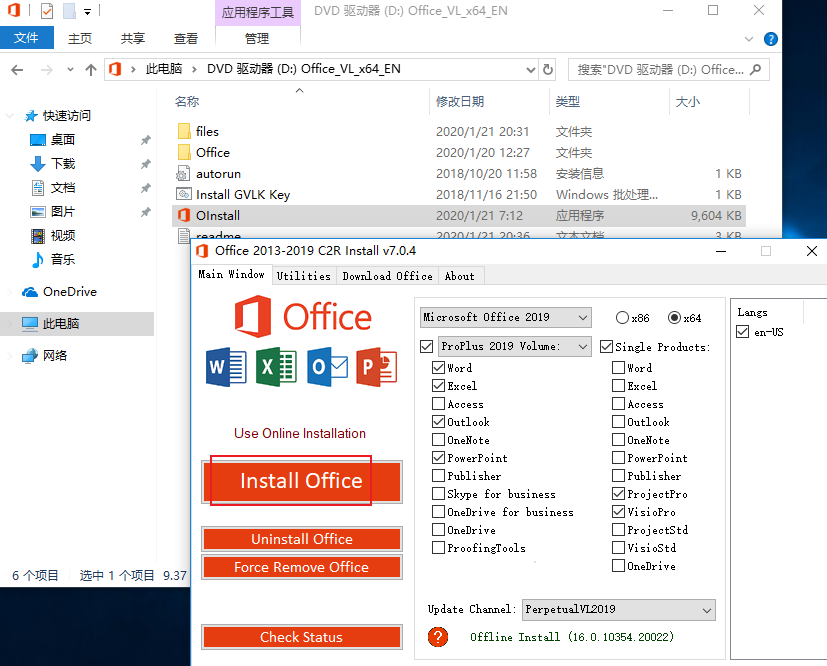 应用程序工具 DVD 驱动器 (D:) Office_VL_x64_EN
文件 主页 共享 查看 管理
此电脑 DVD 驱动器 (D:) Office_VL_x64_EN 搜索"DVD 驱动器 (D:) Office...
名称 修改日期 类型 大小
快速访问
桌面
下载
文档
图片
视频
音乐
OneDrive
此电脑
网络
files 2020/1/21 20:31 文件夹
Office 2020/1/20 12:27 文件夹
autorun 2018/10/20 11:58 安装信息 1 KB
Install GVLK Key 2018/11/16 21:50 Windows 批处理... 1 KB
OInstall 2020/1/21 7:12 应用程序 9,604 KB
readme 2020/1/21 20:36 文本文档 3 KB
6 个项目 选中 1 个项目 9.37
Office 2013-2019 C2R Install v7.0.4
Main Window Utilities Download Office About
Office
W X O P
Use Online Installation
Install Office
Uninstall Office
Force Remove Office
Check Status
Microsoft Office 2019 x86 x64
ProPlus 2019 Volume: Single Products:
Word Word
Excel Excel
Access Access
Outlook Outlook
OneNote OneNote
PowerPoint PowerPoint
Publisher Publisher
Skype for business ProjectPro
OneDrive for business VisioPro
OneDrive ProjectStd
ProofingTools VisioStd
OneDrive
Update Channel: PerpetualVL2019
? Offline Install (16.0.10354.20022)
Langs
en-US